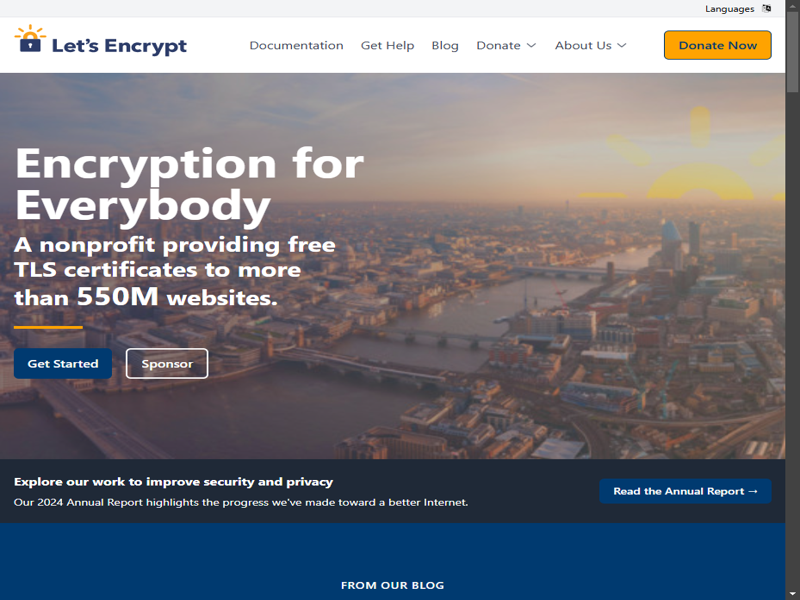 Languages
Let's Encrypt
Documentation
Get Help
Blog
Donate
About Us
Donate Now
Encryption for
Everybody
A nonprofit providing free
TLS certificates to more
than 550M websites.
Get Started
Sponsor
Explore our work to improve security and privacy
Our 2024 Annual Report highlights the progress we've made toward a better Internet.
Read the Annual Report →
FROM OUR BLOG